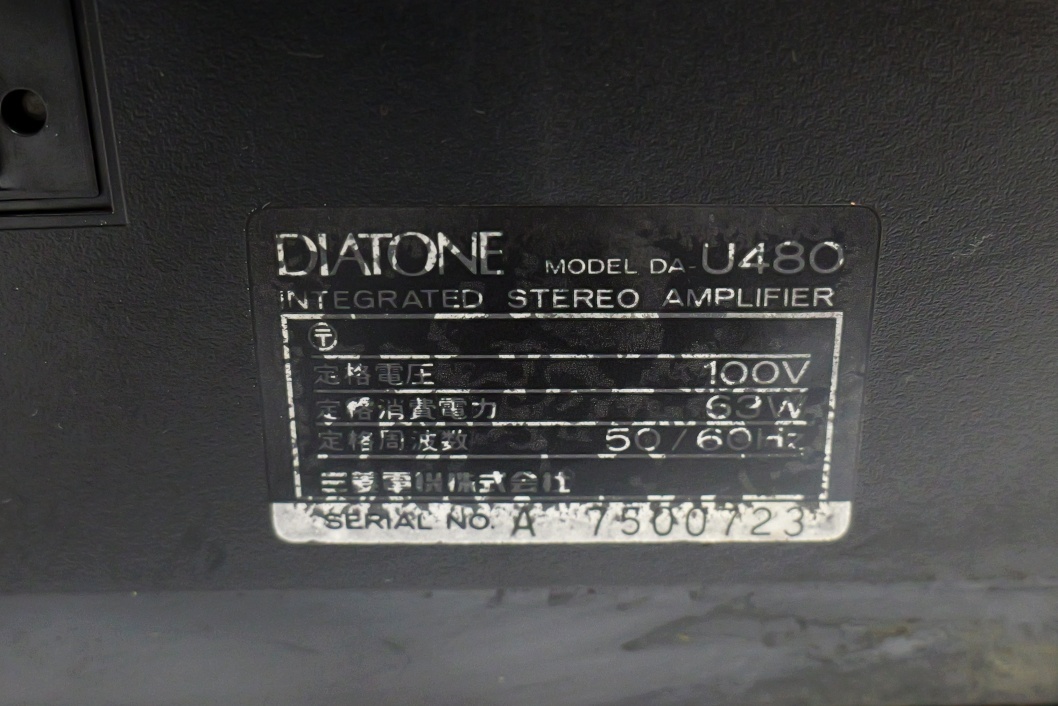 DIATONE MODEL DA-U480
INTEGRATED STEREO AMPLIFIER
〒
定格電圧 100V
定格消費電力 63W
定格周波数 50/60Hz
三菱電機株式会社
SERIAL NO. A 7500723